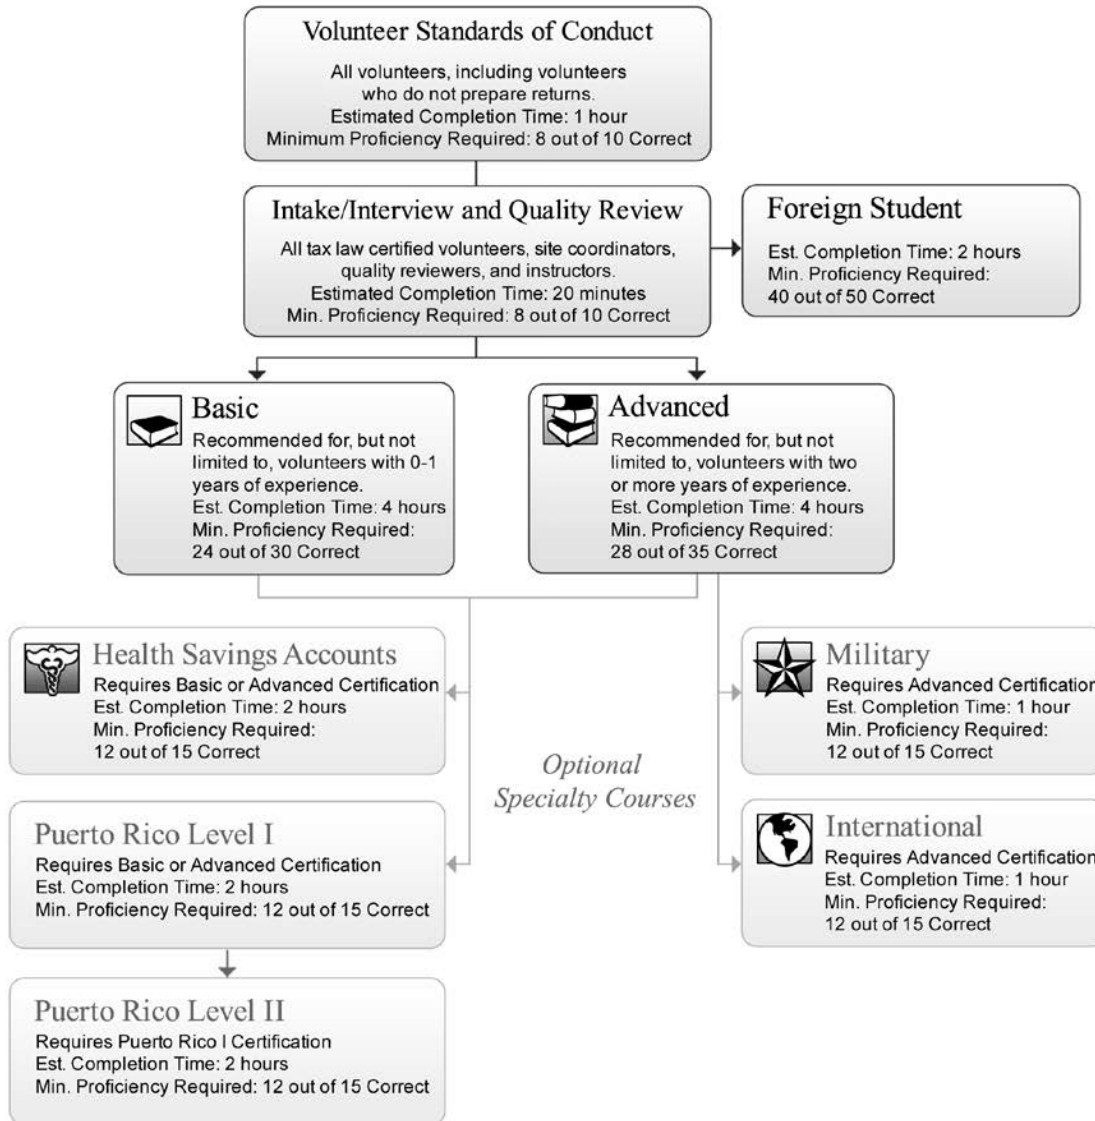 Volunteer Standards of Conduct
All volunteers, including volunteers
who do not prepare returns.
Estimated Completion Time: 1 hour
Minimum Proficiency Required: 8 out of 10 Correct
Intake/Interview and Quality Review
All tax law certified volunteers, site coordinators,
quality reviewers, and instructors.
Estimated Completion Time: 20 minutes
Min. Proficiency Required: 8 out of 10 Correct
Foreign Student
Est. Completion Time: 2 hours
Min. Proficiency Required:
40 out of 50 Correct
Basic
Recommended for, but not
limited to, volunteers with 0-1
years of experience.
Est. Completion Time: 4 hours
Min. Proficiency Required:
24 out of 30 Correct
Advanced
Recommended for, but not
limited to, volunteers with two
or more years of experience.
Est. Completion Time: 4 hours
Min. Proficiency Required:
28 out of 35 Correct
Health Savings Accounts
Requires Basic or Advanced Certification
Est. Completion Time: 2 hours
Min. Proficiency Required:
12 out of 15 Correct
Military
Requires Advanced Certification
Est. Completion Time: 1 hour
Min. Proficiency Required:
12 out of 15 Correct
Optional
Specialty Courses
Puerto Rico Level I
Requires Basic or Advanced Certification
Est. Completion Time: 2 hours
Min. Proficiency Required: 12 out of 15 Correct
International
Requires Advanced Certification
Est. Completion Time: 1 hour
Min. Proficiency Required:
12 out of 15 Correct
Puerto Rico Level II
Requires Puerto Rico I Certification
Est. Completion Time: 2 hours
Min. Proficiency Required: 12 out of 15 Correct